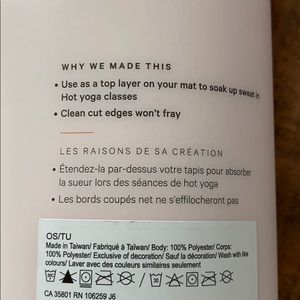 WHY WE MADE THIS
• Use as a top layer on your mat to soak up sweat in
Hot yoga classes
• Clean cut edges won't fray
LES RAISONS DE SA CRÉATION
• Étendez-la par-dessus votre tapis pour absorber
la sueur lors des séances de hot yoga
• Les bords coupés net ne s'effilocheront pas
OS/TU
Made in Taiwan/ Fabriqué à Taïwan/ Body: 100% Polyester/ Corps:
100% Polyester/ Exclusive of decoration/ Sauf la décoration/ Wash with like
colours/ Laver avec des couleurs similaires seulement
CA 35801 RN 106259 J6